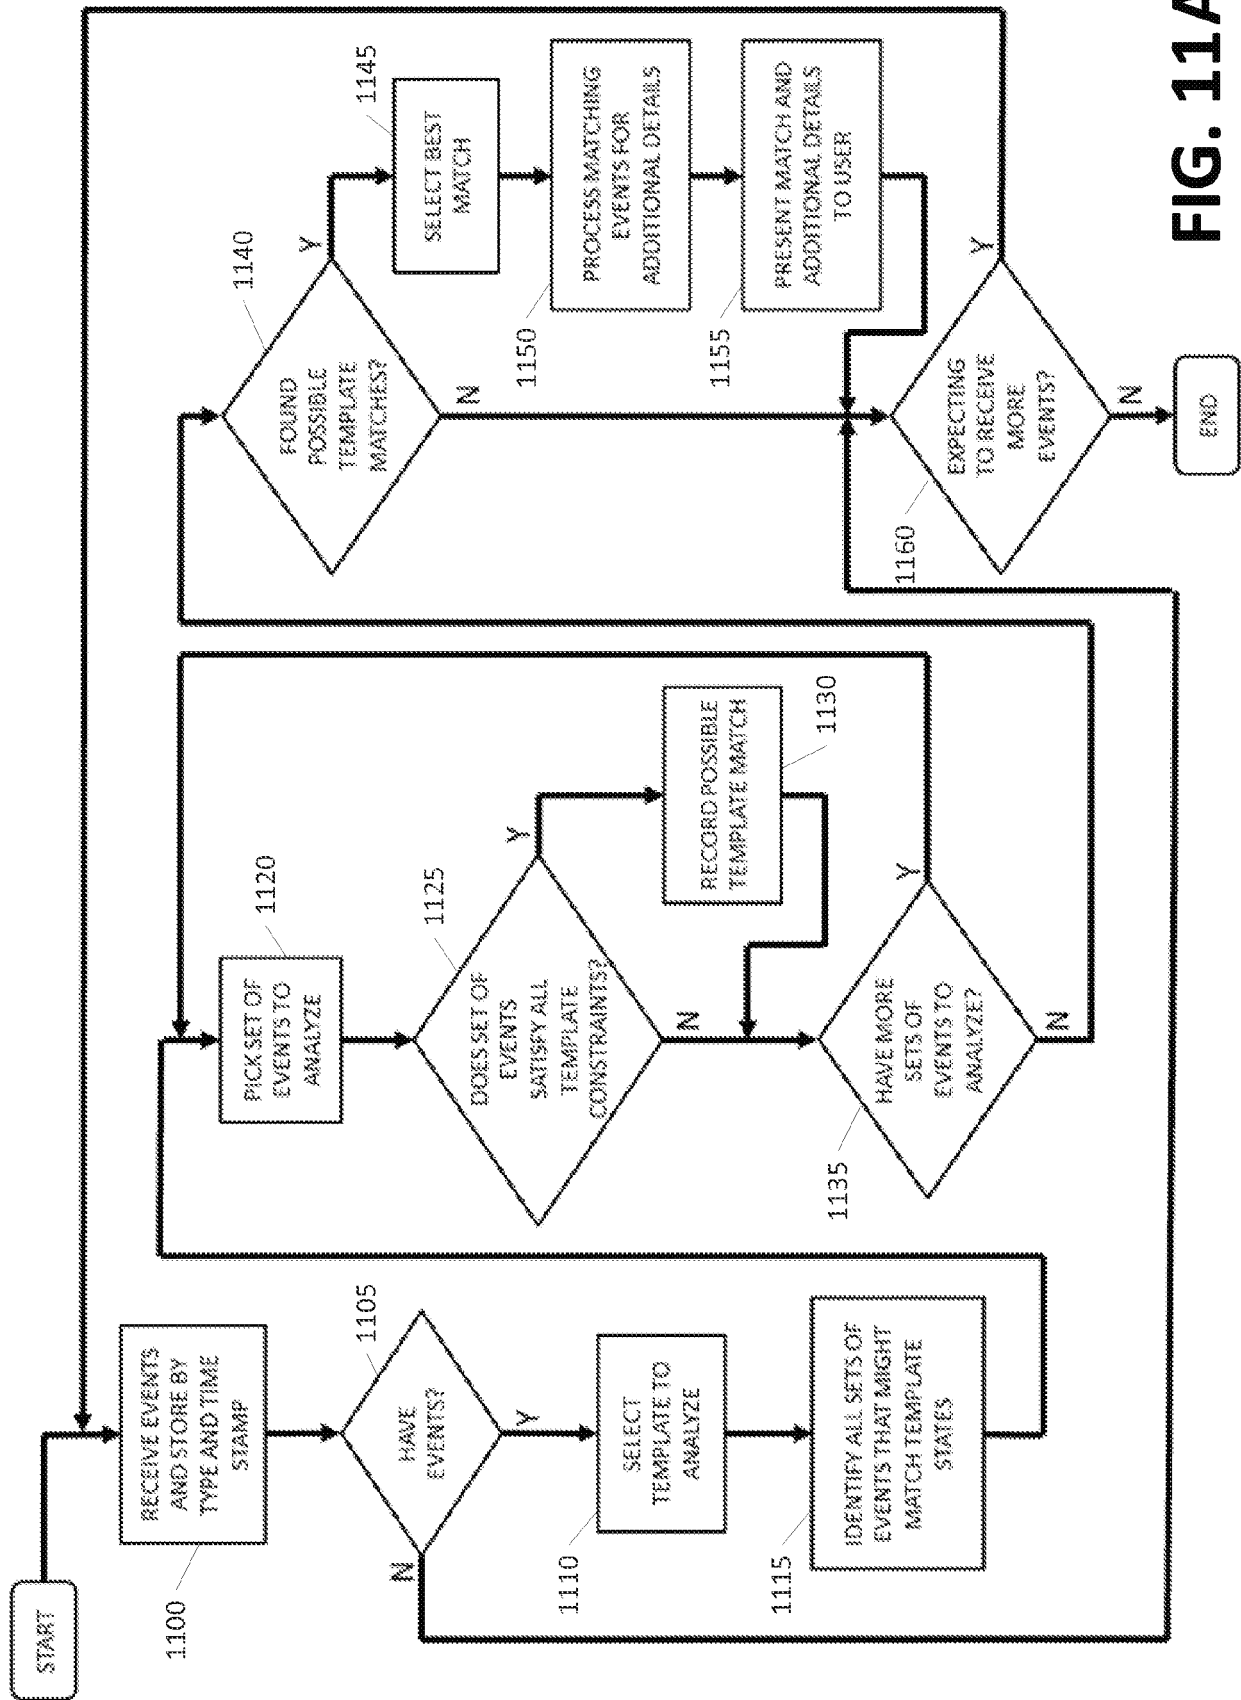 START
RECEIVE EVENTS
AND STORE BY
TYPE AND TIME
STAMP
1100
HAVE
EVENTS?
1105
N
Y
SELECT
TEMPLATE TO
ANALYZE
1110
IDENTIFY ALL SETS OF
EVENTS THAT MIGHT
MATCH TEMPLATE
STATES
1115
PICK SET OF
EVENTS TO
ANALYZE
1120
DOES SET OF
EVENTS
SATISFY ALL
TEMPLATE
CONSTRAINTS?
1125
Y
N
RECORD POSSIBLE
TEMPLATE MATCH
1130
HAVE MORE
SETS OF
EVENTS TO
ANALYZE?
1135
Y
N
FOUND
POSSIBLE
TEMPLATE
MATCHES?
1140
Y
N
SELECT BEST
MATCH
1145
PROCESS MATCHING
EVENTS FOR
ADDITIONAL DETAILS
1150
PRESENT MATCH AND
ADDITIONAL DETAILS
TO USER
1155
EXPECTING
TO RECEIVE
MORE
EVENTS?
1160
Y
N
END
FIG. 11A